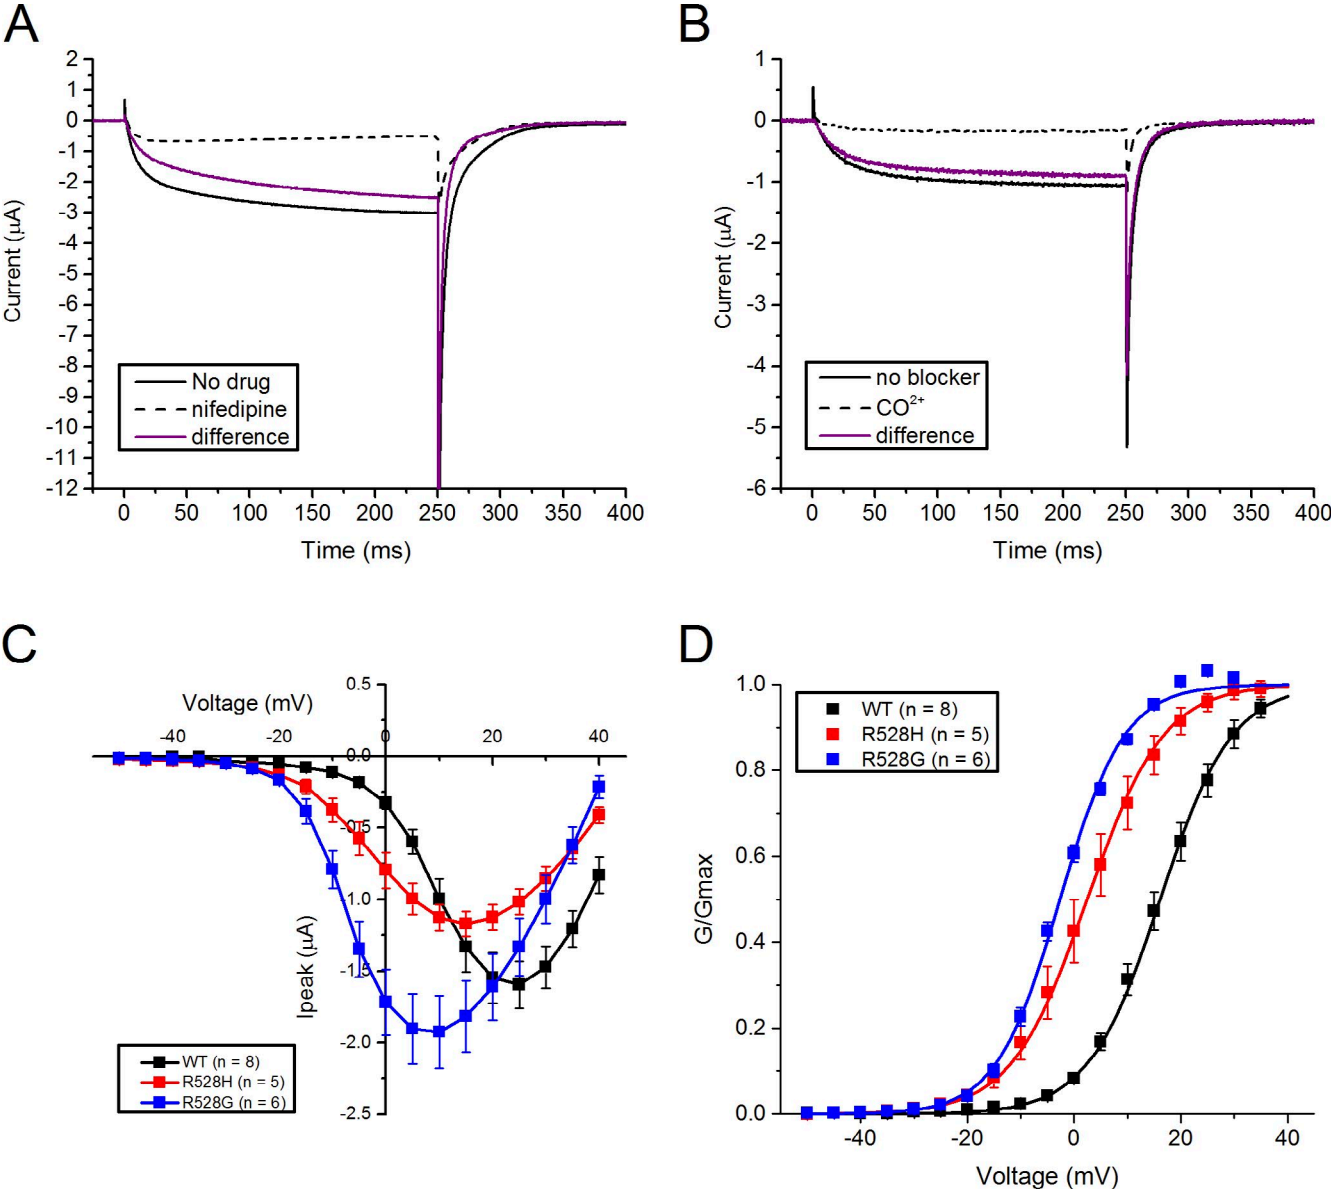 A
2
1
0
-1
-2
-3
-4
-5
-6
-7
-8
-9
-10
-11
-12
Current (µA)
No drug
nifedipine
difference
0 50 100 150 200 250 300 350 400
Time (ms)
B
1
0
-1
-2
-3
-4
-5
-6
Current (µA)
no blocker
CO2+
difference
0 50 100 150 200 250 300 350 400
Time (ms)
C
Voltage (mV)
-40 -20 0 20 40
0.5
0.0
-0.5
-1.0
-1.5
-2.0
-2.5
Ipeak (µA)
WT (n = 8)
R528H (n = 5)
R528G (n = 6)
D
1.0
0.8
0.6
0.4
0.2
0.0
G/Gmax
WT (n = 8)
R528H (n = 5)
R528G (n = 6)
-40 -20 0 20 40
Voltage (mV)